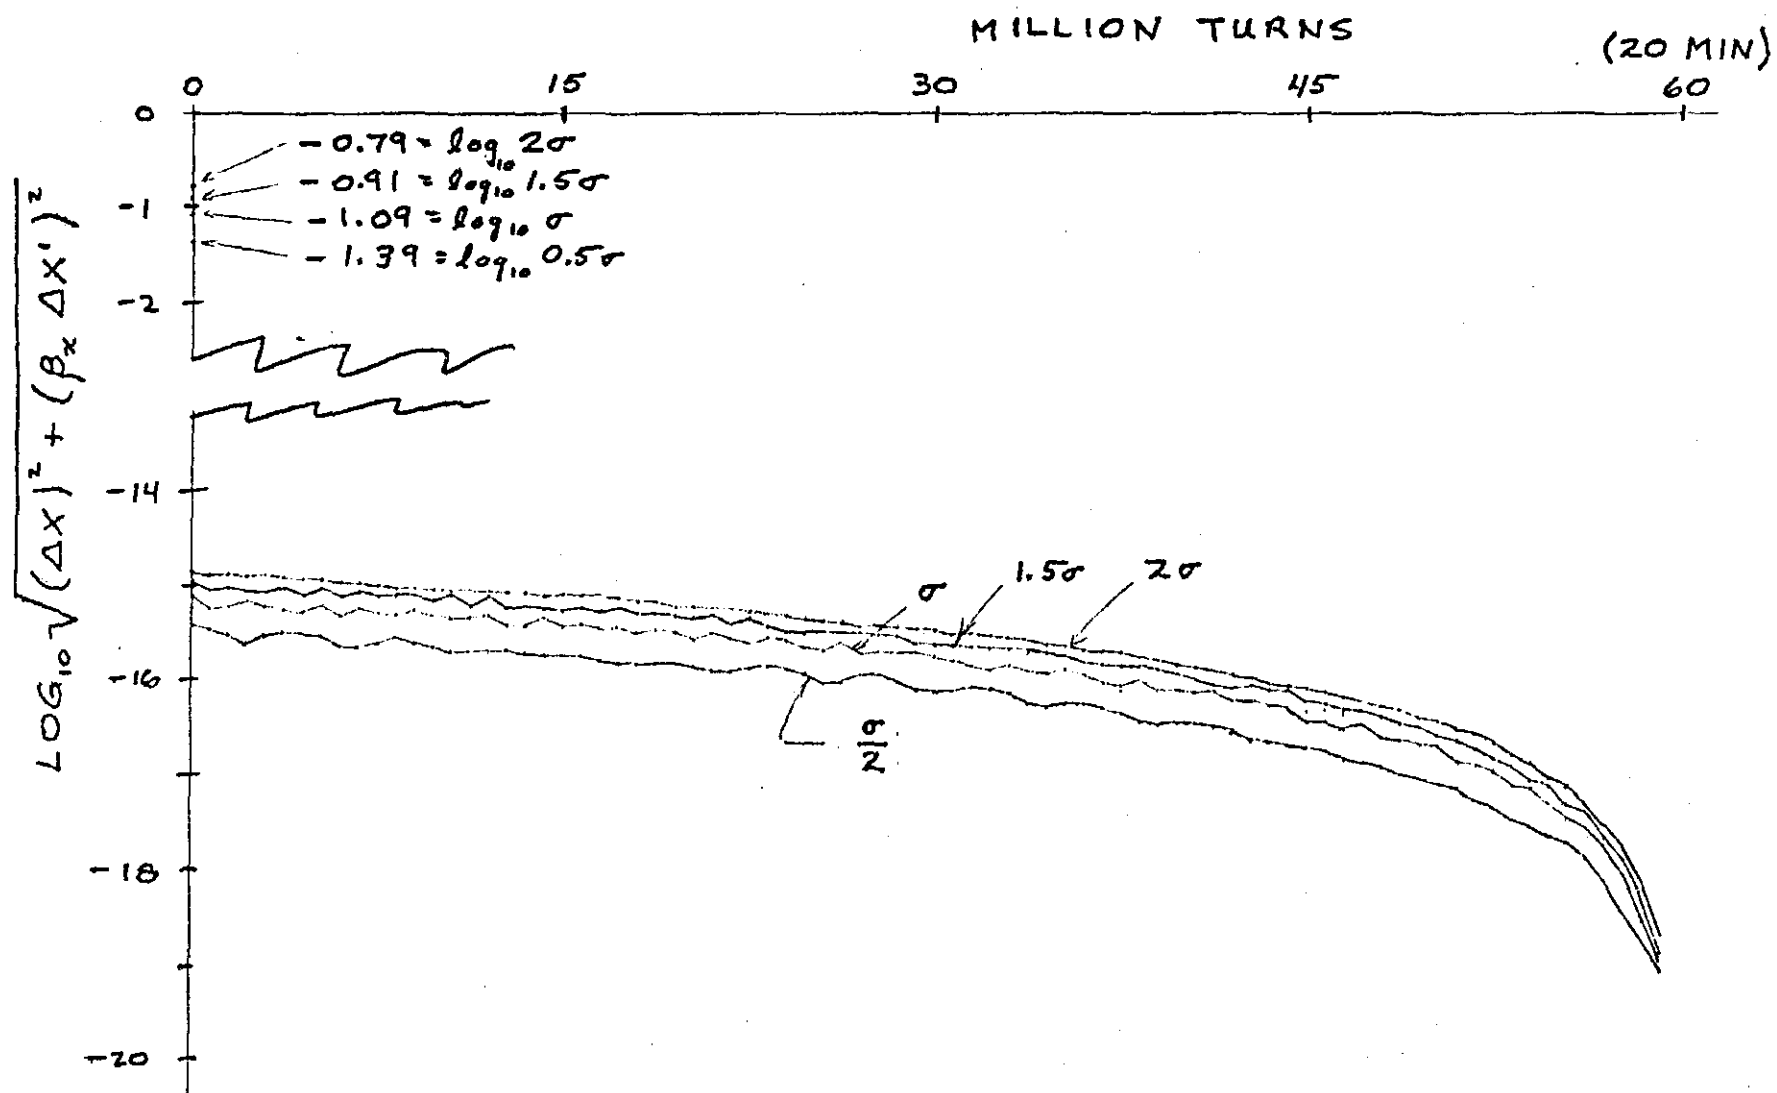 MILLION TURNS
(20 MIN)
0 15 30 45 60
0
-0.79 = log₁₀ 2σ
-0.91 = log₁₀ 1.5σ
-1
-1.09 = log₁₀ σ
-1.39 = log₁₀ 0.5σ
-2
LOG₁₀ √(ΔX)² + (βₓ ΔX')²
-14
σ 1.5σ 2σ
-16
σ/2
-18
-20